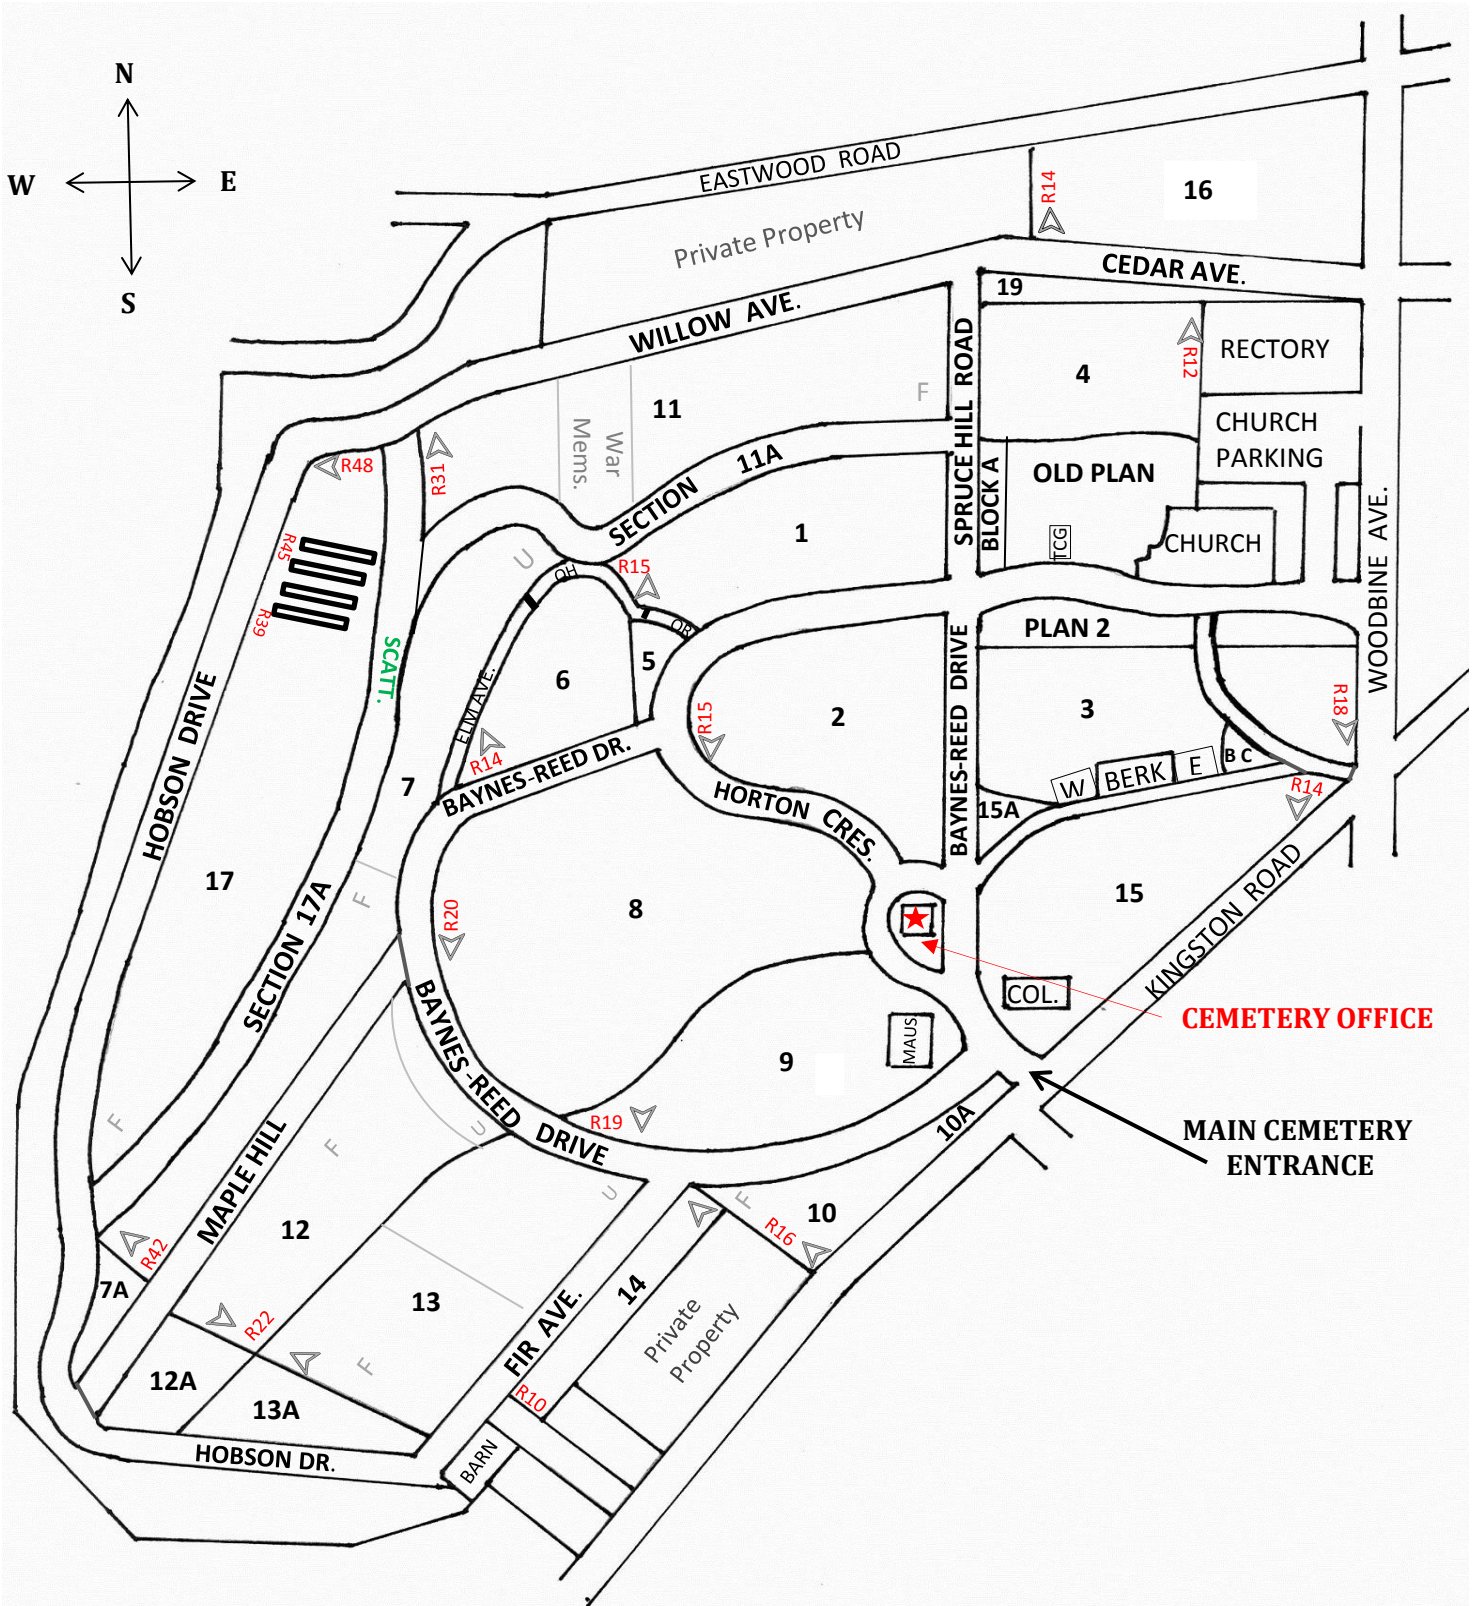 N
W
E
S
EASTWOOD ROAD
Private Property
R14
16
CEDAR AVE.
19
WILLOW AVE.
SPRUCE HILL ROAD
4
R12
RECTORY
CHURCH
PARKING
11
F
War
Mems.
11A
SECTION
R48
R31
R45
R39
BLOCK A
OLD PLAN
TCG
CHURCH
WOODBINE AVE.
1
U
OH
R15
OR
SCATT.
HOBSON DRIVE
ELM AVE.
6
5
R14
BAYNES-REED DR.
R15
2
BAYNES-REED DRIVE
PLAN 2
3
R18
B C
W
BERK
E
15A
R14
7
HORTON CRES.
17
F
SECTION 17A
R20
8
15
KINGSTON ROAD
COL.
CEMETERY OFFICE
MAUS
9
BAYNES-REED DRIVE
R19
10A
MAIN CEMETERY
ENTRANCE
F
MAPLE HILL
F
U
U
12
R42
7A
F
10
R16
13
R22
F
14
Private
Property
FIR AVE.
R10
12A
13A
HOBSON DR.
BARN